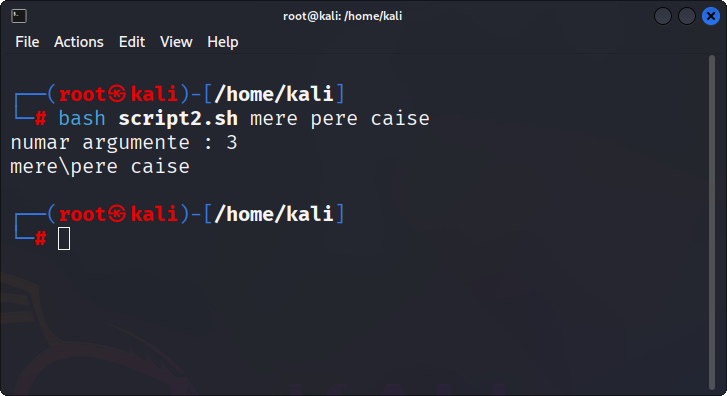 root@kali: /home/kali
File Actions Edit View Help
┌──(root㉿kali)-[/home/kali]
└─# bash script2.sh mere pere caise
numar argumente : 3
mere\pere caise
┌──(root㉿kali)-[/home/kali]
└─#